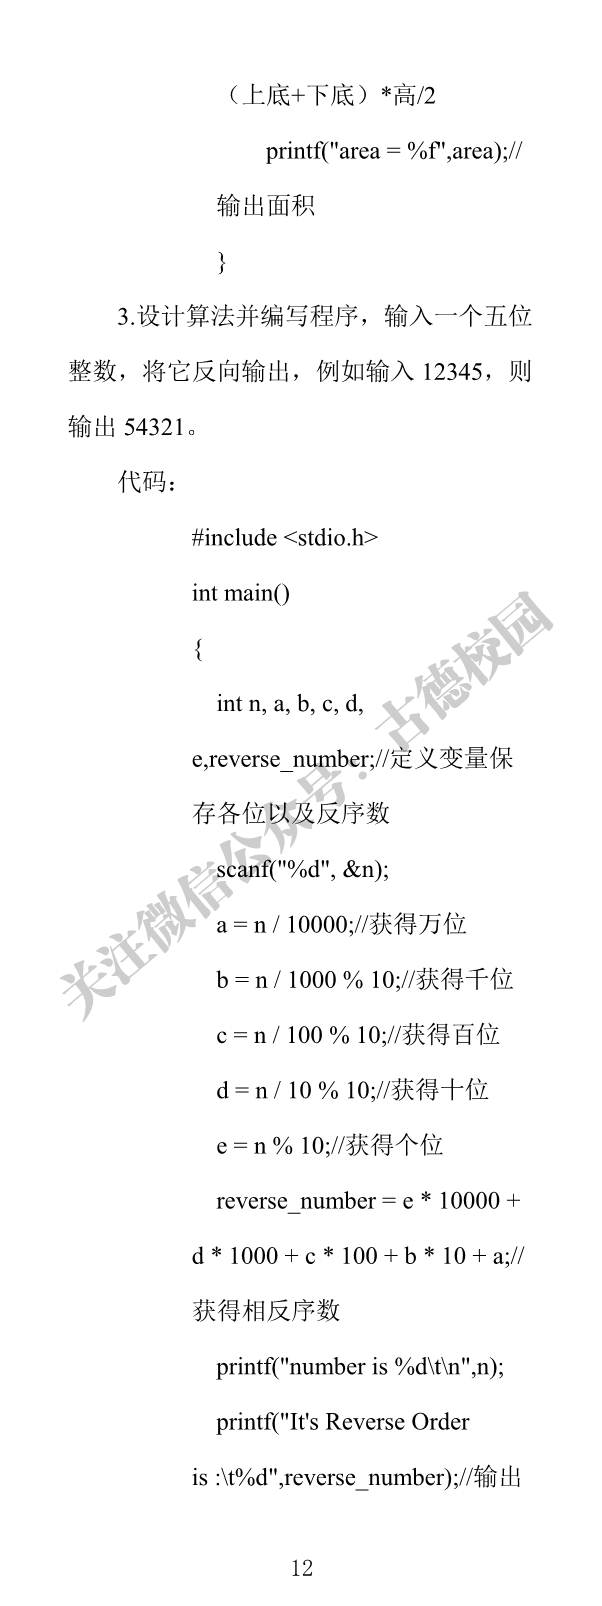 （上底+下底）*高/2
printf("area = %f",area);//
输出面积
}
3.设计算法并编写程序，输入一个五位
整数，将它反向输出，例如输入 12345，则
输出 54321。
代码：
#include <stdio.h>
int main()
{
int n, a, b, c, d,
e,reverse_number;//定义变量保
存各位以及反序数
scanf("%d", &n);
a = n / 10000;//获得万位
b = n / 1000 % 10;//获得千位
c = n / 100 % 10;//获得百位
d = n / 10 % 10;//获得十位
e = n % 10;//获得个位
reverse_number = e * 10000 +
d * 1000 + c * 100 + b * 10 + a;//
获得相反序数
printf("number is %d\t\n",n);
printf("It's Reverse Order
is :\t%d",reverse_number);//输出
12
关注微信公众号：古德校园